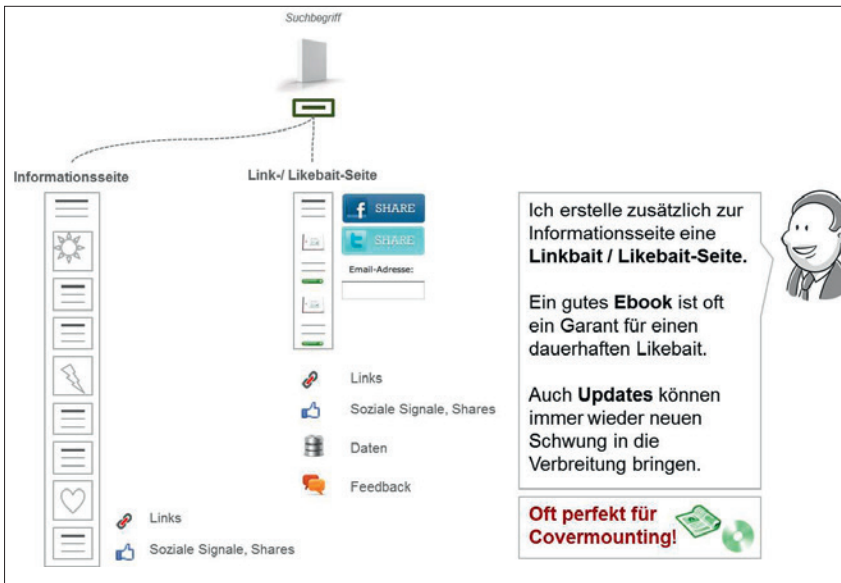 Suchbegriff
Informationsseite
Link-/ Likebait-Seite
f SHARE
t SHARE
Email-Adresse:
Links
Soziale Signale, Shares
Daten
Feedback
Links
Soziale Signale, Shares
Ich erstelle zusätzlich zur
Informationsseite eine
Linkbait / Likebait-Seite.
Ein gutes Ebook ist oft
ein Garant für einen
dauerhaften Likebait.
Auch Updates können
immer wieder neuen
Schwung in die
Verbreitung bringen.
Oft perfekt für
Covermounting!